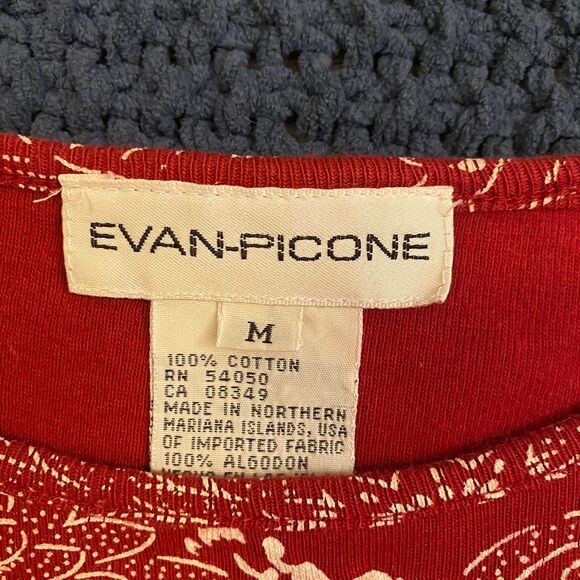 EVAN-PICONE
M
100% COTTON
RN 54050
CA 08349
MADE IN NORTHERN
MARIANA ISLANDS, USA
OF IMPORTED FABRIC
100% ALGODON